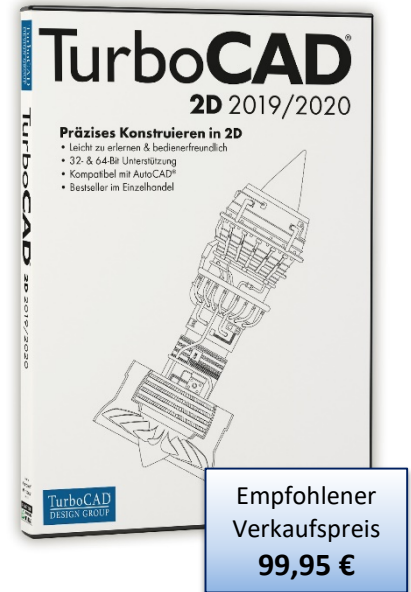 TurboCAD®
2D 2019/2020
Präzises Konstruieren in 2D
• Leicht zu erlernen & bedienerfreundlich
• 32- & 64-Bit Unterstützung
• Kompatibel mit AutoCAD®
• Bestseller im Einzelhandel
TurboCAD
TurboCAD 2D 2019/2020
TurboCAD
DESIGN GROUP
Empfohlener
Verkaufspreis
99,95 €